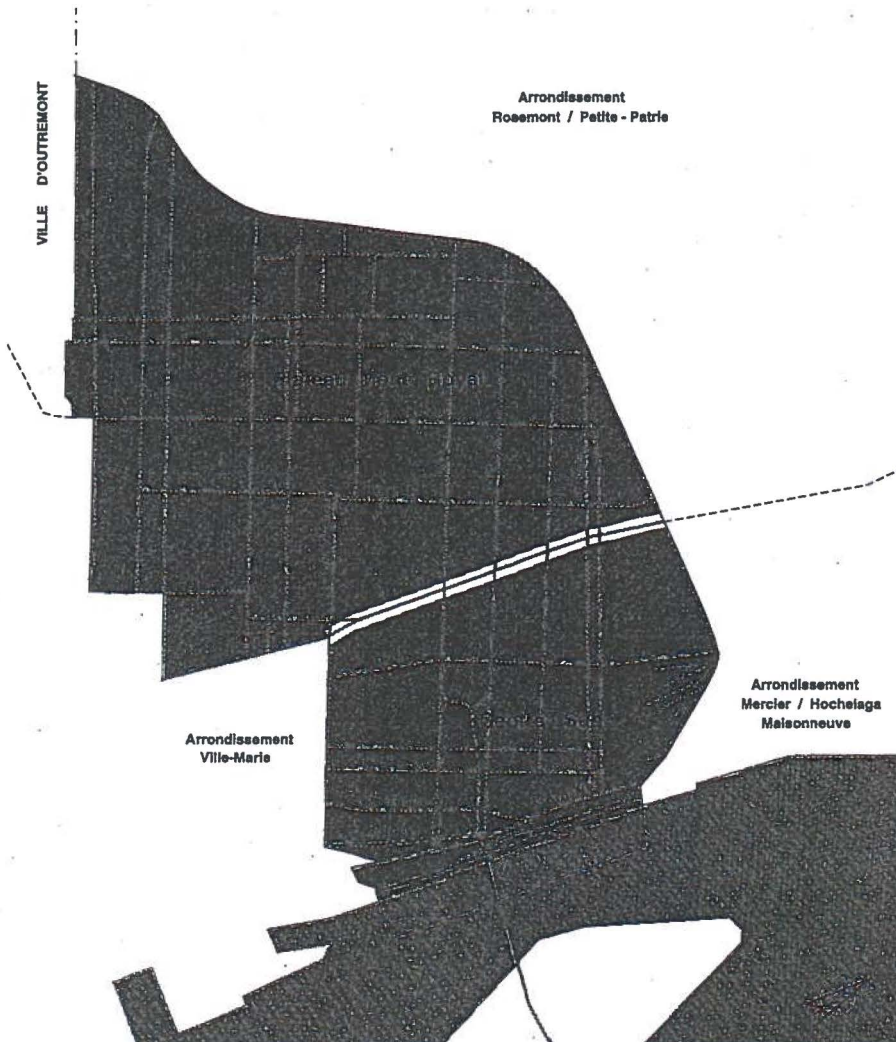 VILLE D'OUTREMONT
Arrondissement
Rosemont / Petite - Patrie
Arrondissement
Ville-Marie
Arrondissement
Mercier / Hochelaga
Maisonneuve